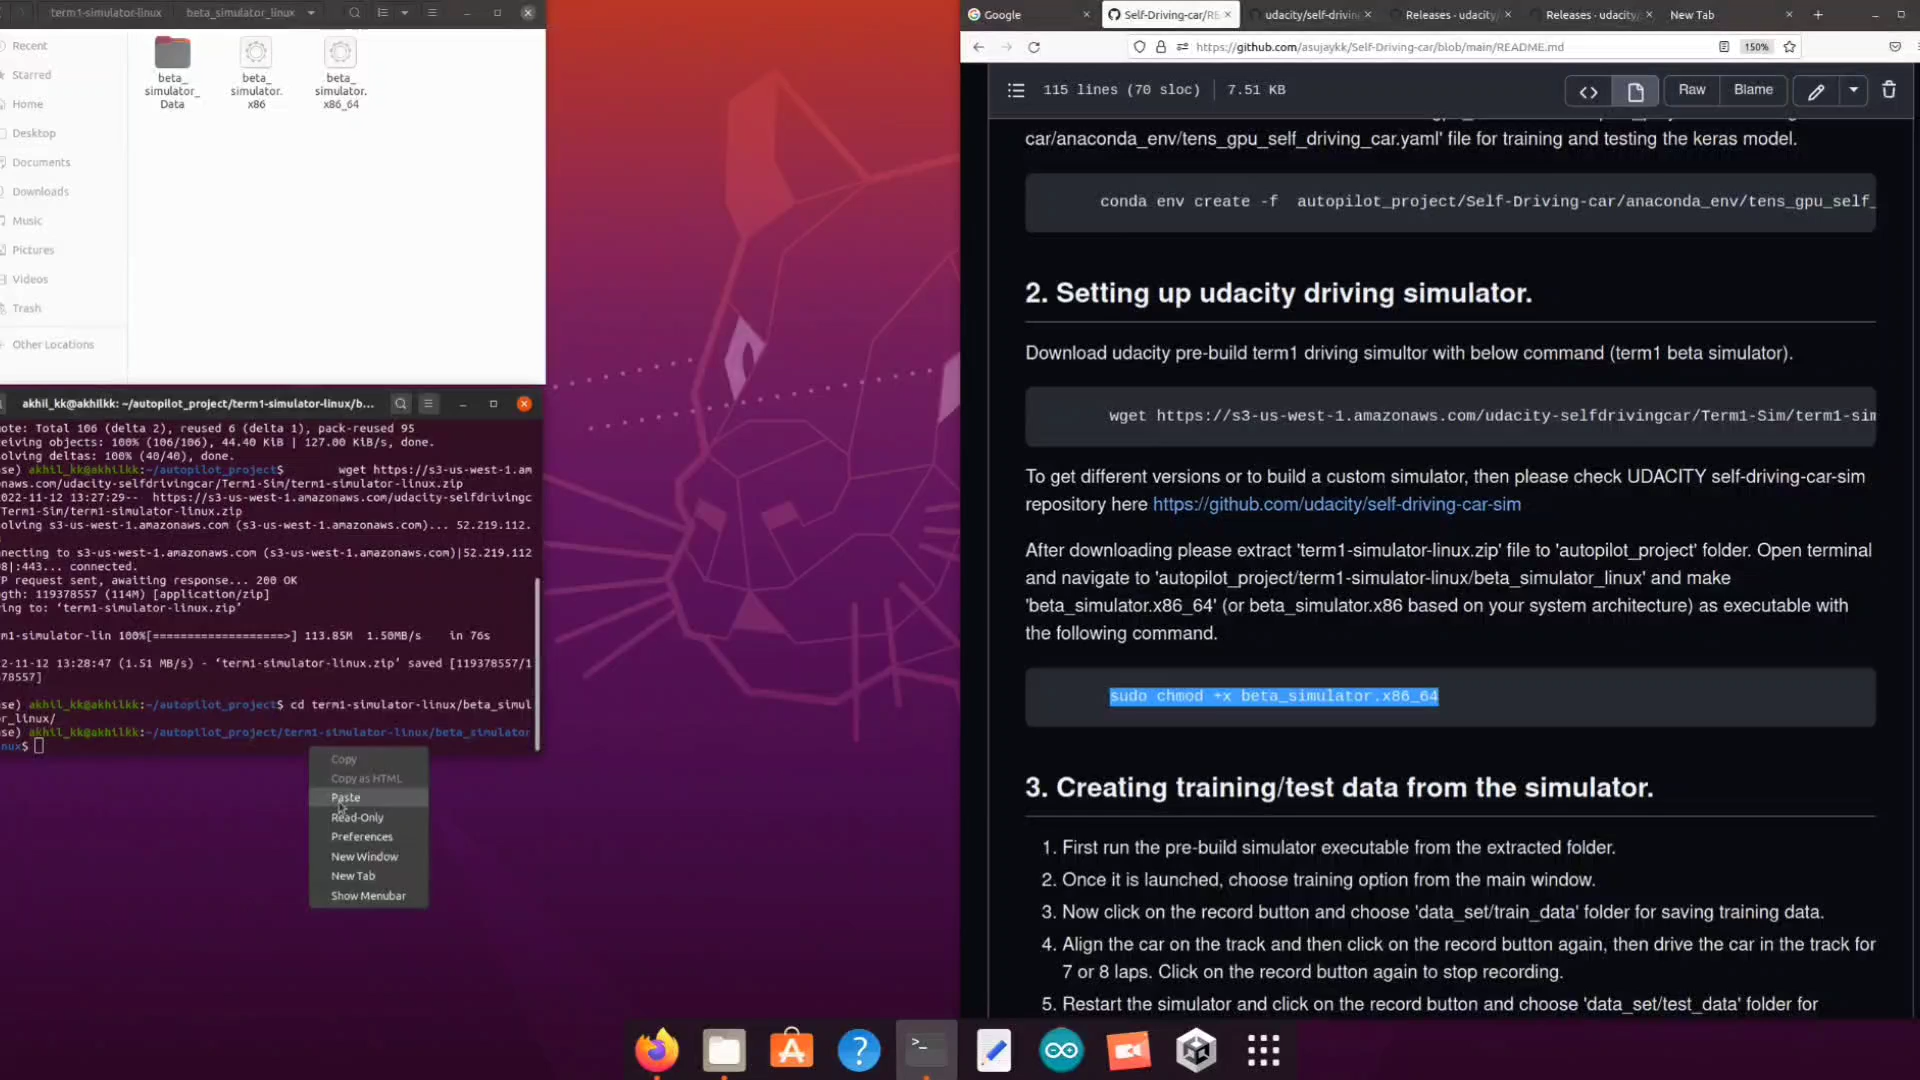 term1-simulator-linux
beta_simulator_linux
Recent
Starred
Home
Desktop
Documents
Downloads
Music
Pictures
Videos
Trash
Other Locations
beta_
simulator_
Data
beta_
simulator.
x86
beta_
simulator.
x86_64
akhil_kk@akhilkk: ~/autopilot_project/term1-simulator-linux/b...
ote: Total 106 (delta 2), reused 6 (delta 1), pack-reused 95
eiving objects: 100% (106/106), 44.40 KiB | 127.00 KiB/s, done.
solving deltas: 100% (40/40), done.
se) akhil_kk@akhilkk:~/autopilot_project$ wget https://s3-us-west-1.am
naws.com/udacity-selfdrivingcar/Term1-Sim/term1-simulator-linux.zip
022-11-12 13:27:29-- https://s3-us-west-1.amazonaws.com/udacity-selfdrivingc
Term1-Sim/term1-simulator-linux.zip
olving s3-us-west-1.amazonaws.com (s3-us-west-1.amazonaws.com)... 52.219.112.
nnecting to s3-us-west-1.amazonaws.com (s3-us-west-1.amazonaws.com)|52.219.112
8|:443... connected.
P request sent, awaiting response... 200 OK
ngth: 119378557 (114M) [application/zip]
ing to: ‘term1-simulator-linux.zip’
rm1-simulator-lin 100%[===================>] 113.85M 1.50MB/s in 76s
2-11-12 13:28:47 (1.51 MB/s) - ‘term1-simulator-linux.zip’ saved [119378557/1
78557]
se) akhil_kk@akhilkk:~/autopilot_project$ cd term1-simulator-linux/beta_simul
or_linux/
se) akhil_kk@akhilkk:~/autopilot_project/term1-simulator-linux/beta_simulator
inux$
Copy
Copy as HTML
Paste
Read-Only
Preferences
New Window
New Tab
Show Menubar
Google
Self-Driving-car/RE
udacity/self-drivin
Releases · udacity/
Releases · udacity/
New Tab
https://github.com/asujaykk/Self-Driving-car/blob/main/README.md
150%
115 lines (70 sloc) | 7.51 KB
Raw
Blame
car/anaconda_env/tens_gpu_self_driving_car.yaml' file for training and testing the keras model.
conda env create -f autopilot_project/Self-Driving-car/anaconda_env/tens_gpu_self_
2. Setting up udacity driving simulator.
Download udacity pre-build term1 driving simultor with below command (term1 beta simulator).
wget https://s3-us-west-1.amazonaws.com/udacity-selfdrivingcar/Term1-Sim/term1-sim
To get different versions or to build a custom simulator, then please check UDACITY self-driving-car-sim
repository here https://github.com/udacity/self-driving-car-sim
After downloading please extract 'term1-simulator-linux.zip' file to 'autopilot_project' folder. Open terminal
and navigate to 'autopilot_project/term1-simulator-linux/beta_simulator_linux' and make
'beta_simulator.x86_64' (or beta_simulator.x86 based on your system architecture) as executable with
the following command.
sudo chmod +x beta_simulator.x86_64
3. Creating training/test data from the simulator.
1. First run the pre-build simulator executable from the extracted folder.
2. Once it is launched, choose training option from the main window.
3. Now click on the record button and choose 'data_set/train_data' folder for saving training data.
4. Align the car on the track and then click on the record button again, then drive the car in the track for
7 or 8 laps. Click on the record button again to stop recording.
5. Restart the simulator and click on the record button and choose 'data_set/test_data' folder for